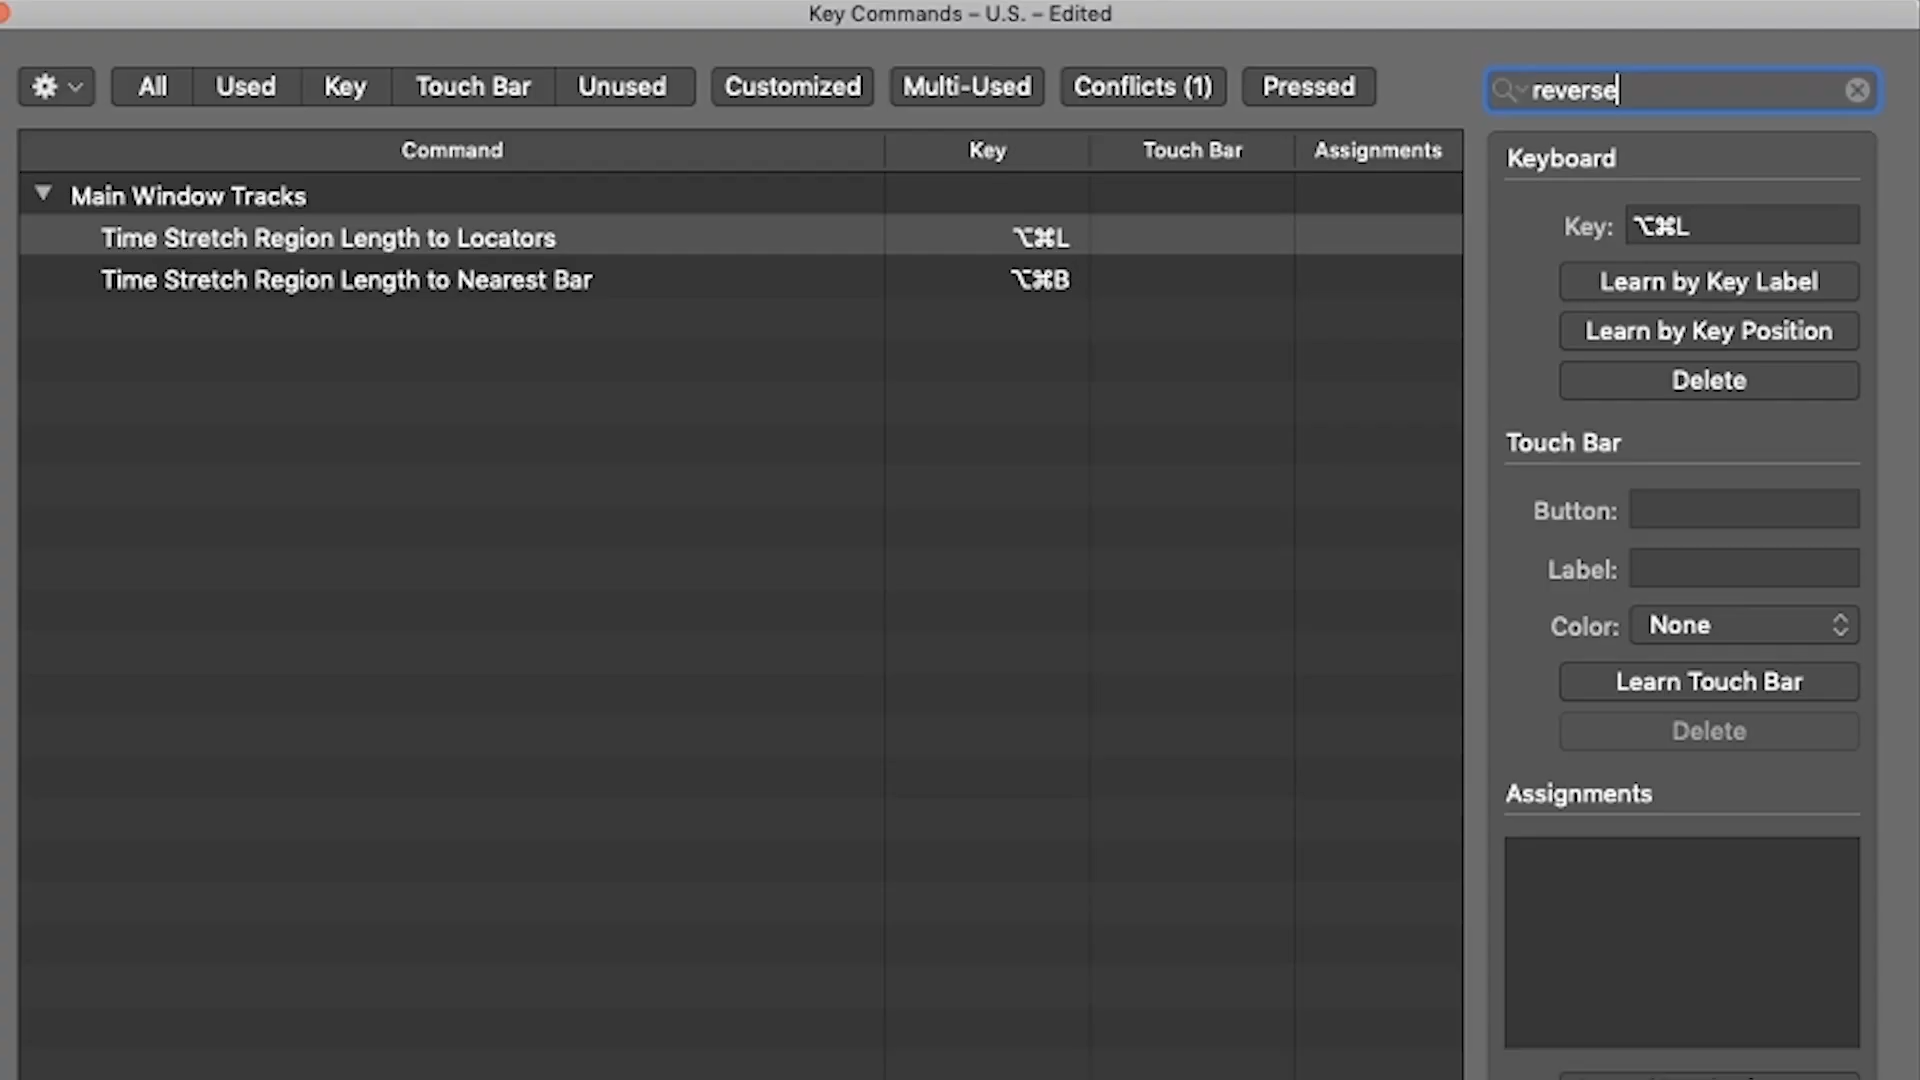 Key Commands – U.S. – Edited
All Used Key Touch Bar Unused Customized Multi-Used Conflicts (1) Pressed reverse
Command Key Touch Bar Assignments
Main Window Tracks
Time Stretch Region Length to Locators ⌥⌘L
Time Stretch Region Length to Nearest Bar ⌥⌘B
Keyboard
Key: ⌥⌘L
Learn by Key Label
Learn by Key Position
Delete
Touch Bar
Button:
Label:
Color: None
Learn Touch Bar
Delete
Assignments